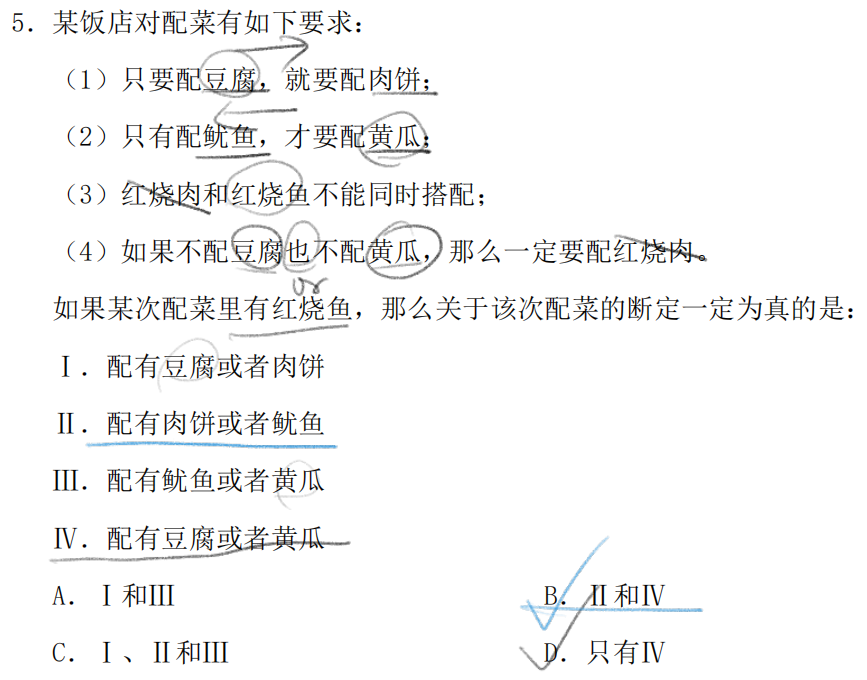 5．某饭店对配菜有如下要求：
（1）只要配豆腐，就要配肉饼；
（2）只有配鱿鱼，才要配黄瓜；
（3）红烧肉和红烧鱼不能同时搭配；
（4）如果不配豆腐也不配黄瓜，那么一定要配红烧肉。
如果某次配菜里有红烧鱼，那么关于该次配菜的断定一定为真的是：
Ⅰ．配有豆腐或者肉饼
Ⅱ．配有肉饼或者鱿鱼
Ⅲ．配有鱿鱼或者黄瓜
Ⅳ．配有豆腐或者黄瓜
A．Ⅰ和Ⅲ B．Ⅱ和Ⅳ
C．Ⅰ、Ⅱ和Ⅲ D．只有Ⅳ